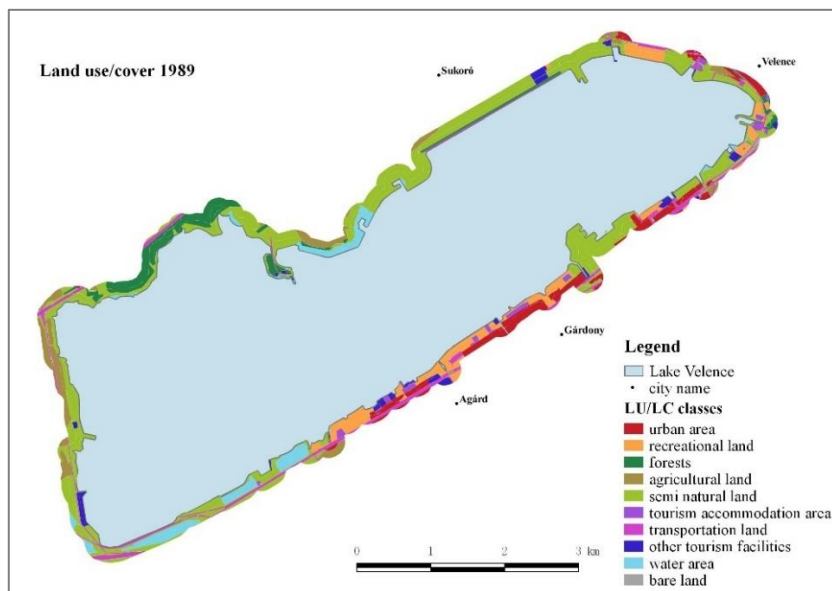 Land use/cover 1989
Sukoró
Velence
Gárdony
Agárd
Legend
Lake Velence
city name
LU/LC classes
urban area
recreational land
forests
agricultural land
semi natural land
tourism accommodation area
transportation land
other tourism facilities
water area
bare land
0 1 2 3 km